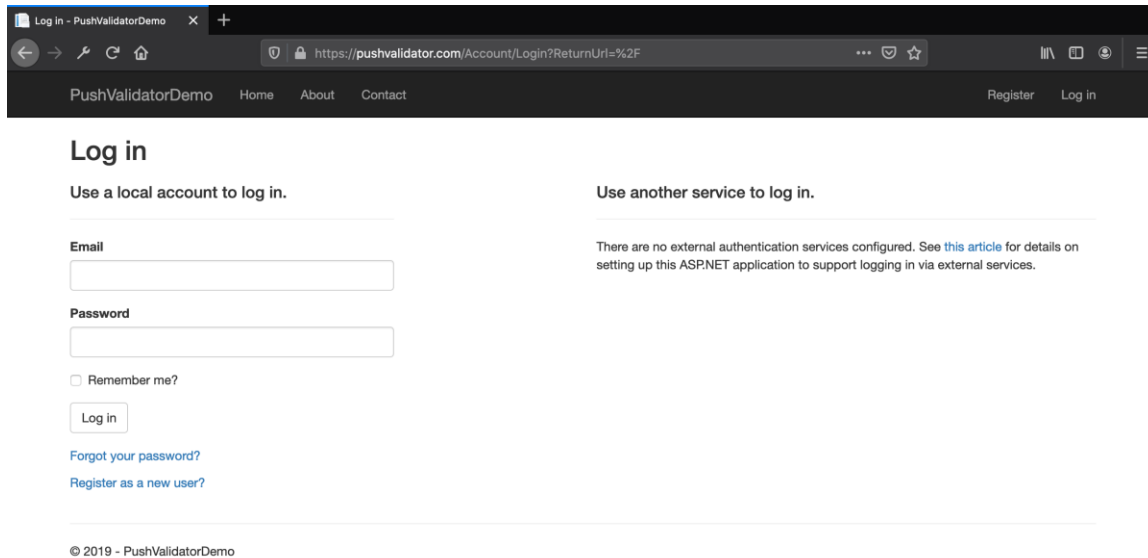 Log in - PushValidatorDemo
https://pushvalidator.com/Account/Login?ReturnUrl=%2F
PushValidatorDemo Home About Contact Register Log in
Log in
Use a local account to log in.
Email
Password
Remember me?
Log in
Forgot your password?
Register as a new user?
Use another service to log in.
There are no external authentication services configured. See this article for details on
setting up this ASP.NET application to support logging in via external services.
© 2019 - PushValidatorDemo